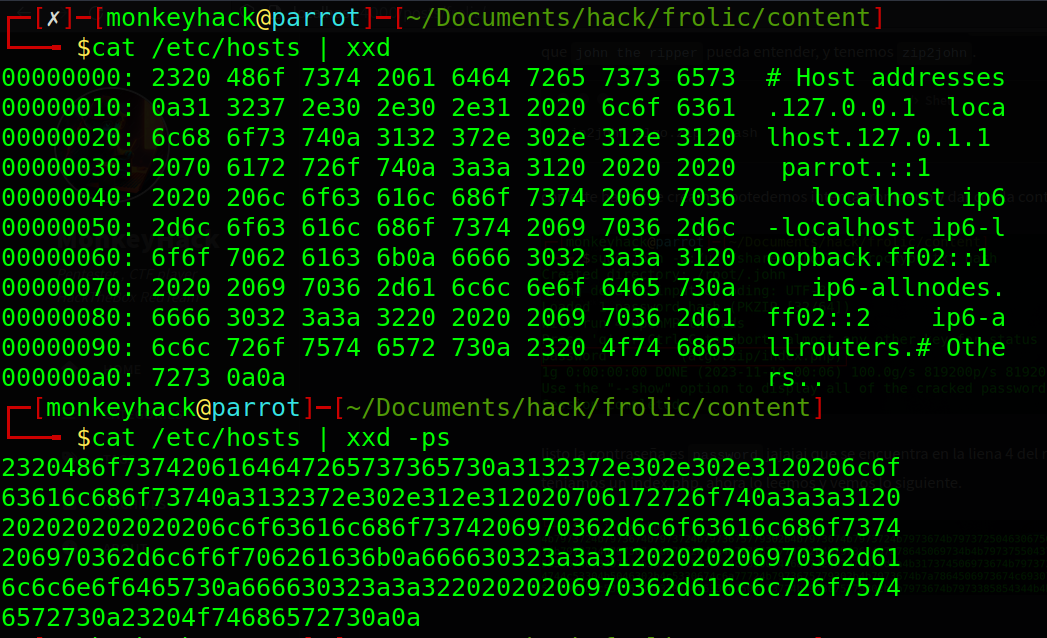 ┌─[✗]─[monkeyhack@parrot]─[~/Documents/hack/frolic/content]
└──╼ $cat /etc/hosts | xxd
00000000: 2320 486f 7374 2061 6464 7265 7373 6573  # Host addresses
00000010: 0a31 3237 2e30 2e30 2e31 2020 6c6f 6361  .127.0.0.1  loca
00000020: 6c68 6f73 740a 3132 372e 302e 312e 3120  lhost.127.0.1.1 
00000030: 2070 6172 726f 740a 3a3a 3120 2020 2020   parrot.::1     
00000040: 2020 206c 6f63 616c 686f 7374 2069 7036     localhost ip6
00000050: 2d6c 6f63 616c 686f 7374 2069 7036 2d6c  -localhost ip6-l
00000060: 6f6f 7062 6163 6b0a 6666 3032 3a3a 3120  oopback.ff02::1 
00000070: 2020 2069 7036 2d61 6c6c 6e6f 6465 730a     ip6-allnodes.
00000080: 6666 3032 3a3a 3220 2020 2069 7036 2d61  ff02::2    ip6-a
00000090: 6c6c 726f 7574 6572 730a 2320 4f74 6865  llrouters.# Othe
000000a0: 7273 0a0a                                rs..
┌─[monkeyhack@parrot]─[~/Documents/hack/frolic/content]
└──╼ $cat /etc/hosts | xxd -ps
2320486f7374206164647265737365730a3132372e302e302e3120206c6f
63616c686f73740a3132372e302e312e312020706172726f740a3a3a3120
202020202020206c6f63616c686f7374206970362d6c6f63616c686f7374
206970362d6c6f6f706261636b0a666630323a3a31202020206970362d61
6c6c6e6f6465730a666630323a3a32202020206970362d616c6c726f7574
6572730a23204f74686572730a0a